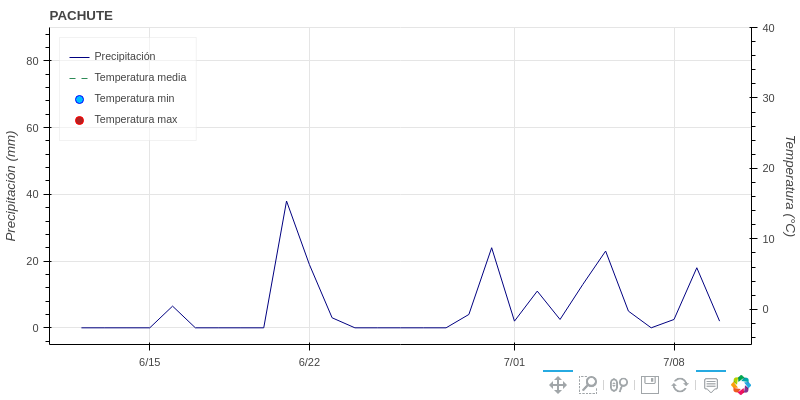 PACHUTE
Precipitación
Temperatura media
Temperatura min
Temperatura max
Precipitación (mm)
80
60
40
20
0
Temperatura (°C)
40
30
20
10
0
6/15
6/22
7/01
7/08